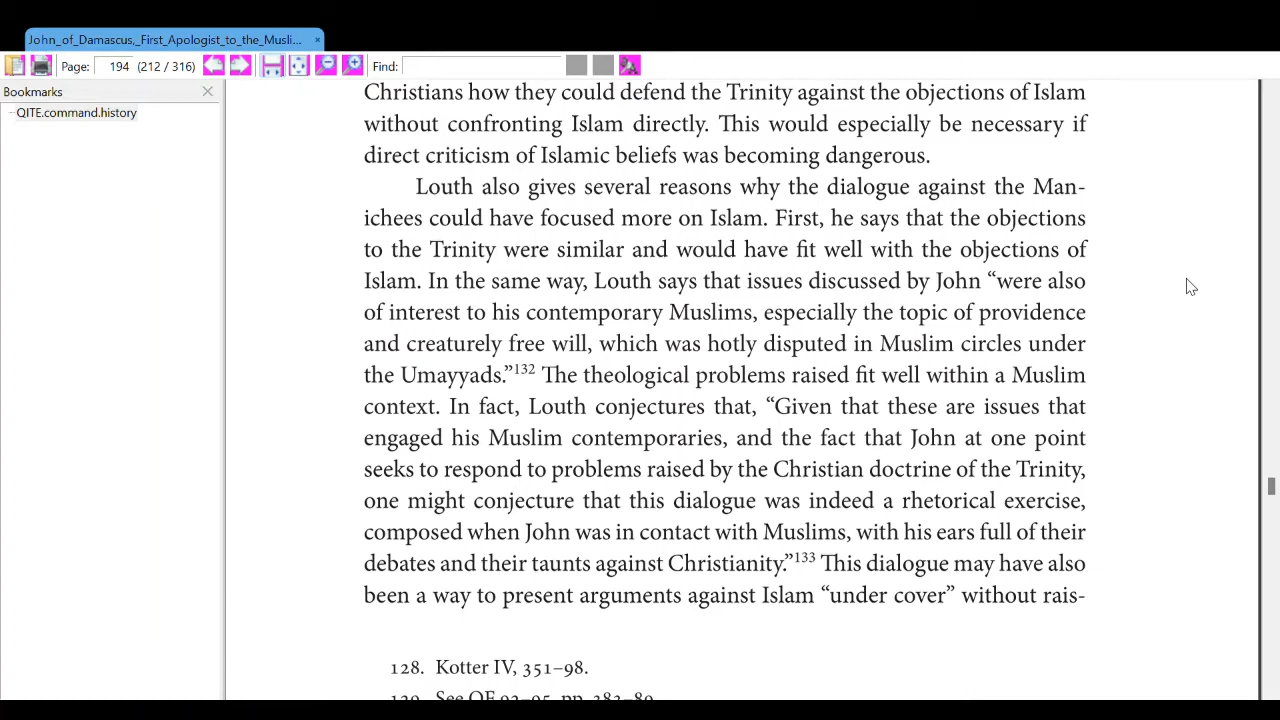 John_of_Damascus,_First_Apologist_to_the_Musli... ×
Page: 194 (212 / 316) Find:
Bookmarks
QITE.command.history
Christians how they could defend the Trinity against the objections of Islam
without confronting Islam directly. This would especially be necessary if
direct criticism of Islamic beliefs was becoming dangerous.
Louth also gives several reasons why the dialogue against the Man-
ichees could have focused more on Islam. First, he says that the objections
to the Trinity were similar and would have fit well with the objections of
Islam. In the same way, Louth says that issues discussed by John “were also
of interest to his contemporary Muslims, especially the topic of providence
and creaturely free will, which was hotly disputed in Muslim circles under
the Umayyads.”132 The theological problems raised fit well within a Muslim
context. In fact, Louth conjectures that, “Given that these are issues that
engaged his Muslim contemporaries, and the fact that John at one point
seeks to respond to problems raised by the Christian doctrine of the Trinity,
one might conjecture that this dialogue was indeed a rhetorical exercise,
composed when John was in contact with Muslims, with his ears full of their
debates and their taunts against Christianity.”133 This dialogue may have also
been a way to present arguments against Islam “under cover” without rais-
128. Kotter IV, 351–98.